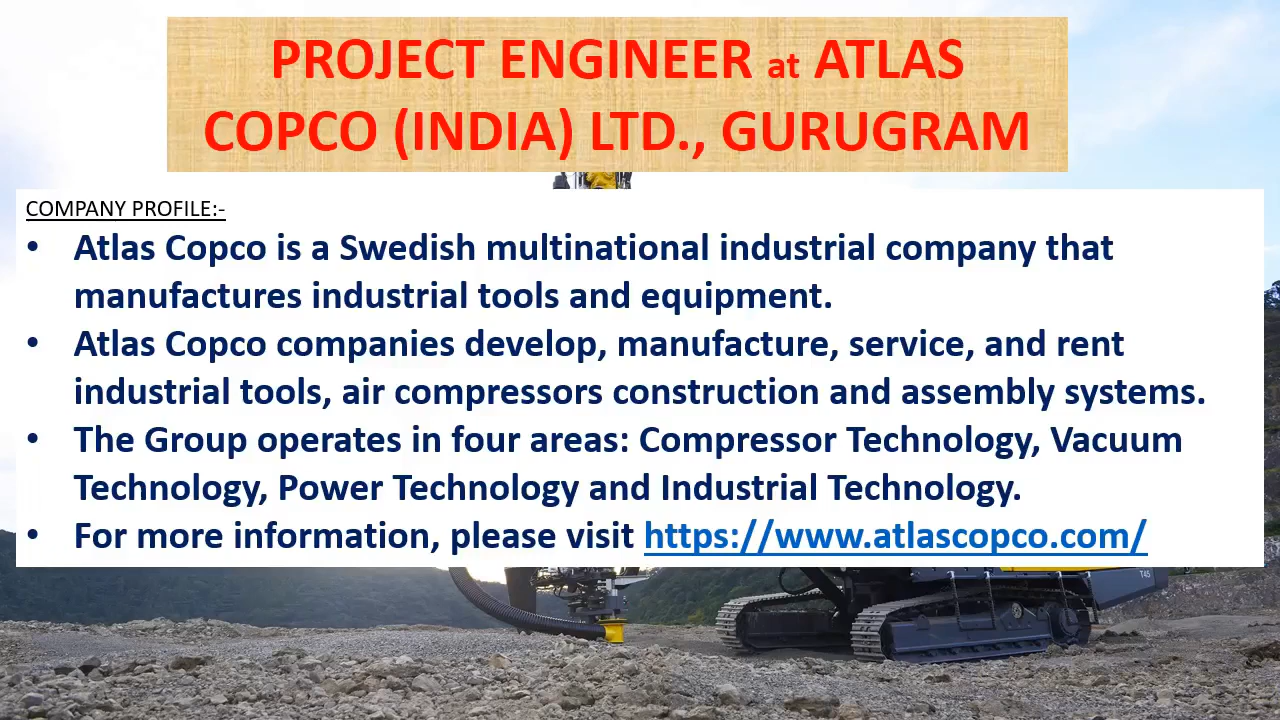 PROJECT ENGINEER at ATLAS
COPCO (INDIA) LTD., GURUGRAM
COMPANY PROFILE:-
• Atlas Copco is a Swedish multinational industrial company that
manufactures industrial tools and equipment.
• Atlas Copco companies develop, manufacture, service, and rent
industrial tools, air compressors construction and assembly systems.
• The Group operates in four areas: Compressor Technology, Vacuum
Technology, Power Technology and Industrial Technology.
• For more information, please visit https://www.atlascopco.com/
T45